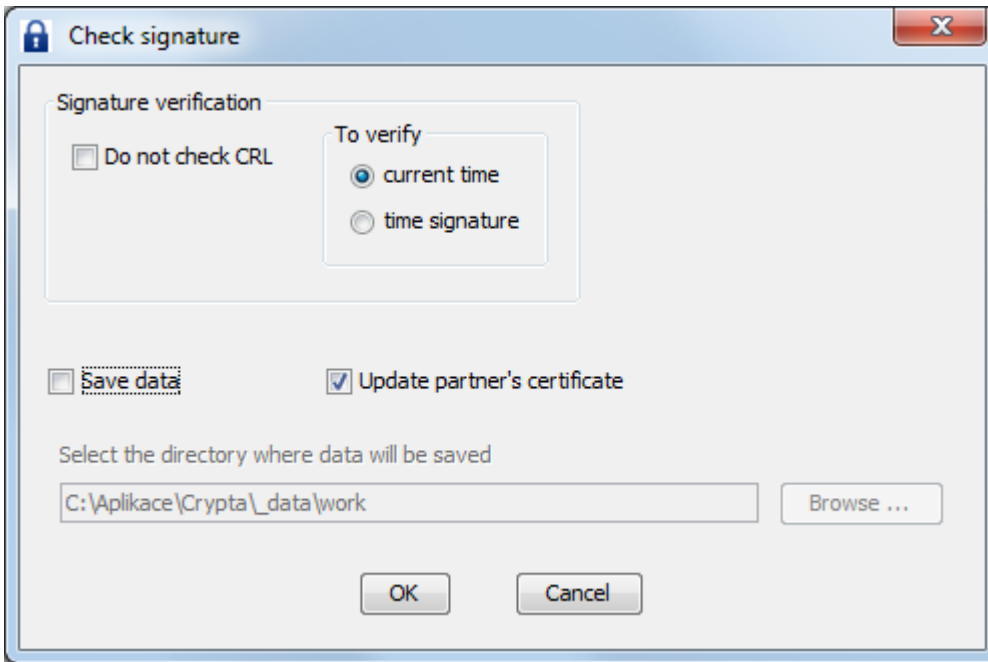 Check signature
Signature verification
To verify
Do not check CRL
current time
time signature
Save data
Update partner's certificate
Select the directory where data will be saved
C:\Aplikace\Crypta\_data\work
Browse ...
OK
Cancel